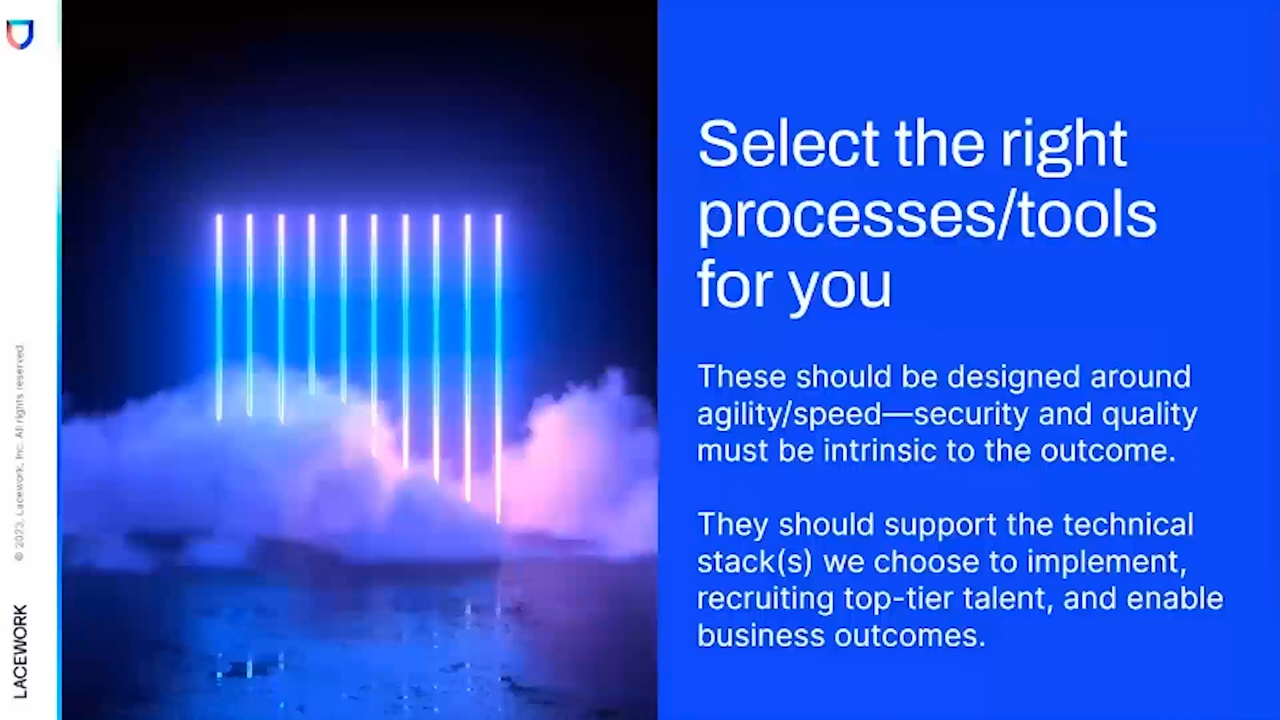 Select the right
processes/tools
for you
These should be designed around
agility/speed—security and quality
must be intrinsic to the outcome.
They should support the technical
stack(s) we choose to implement,
recruiting top-tier talent, and enable
business outcomes.
LACEWORK
© 2023. Lacework, Inc. All rights reserved.